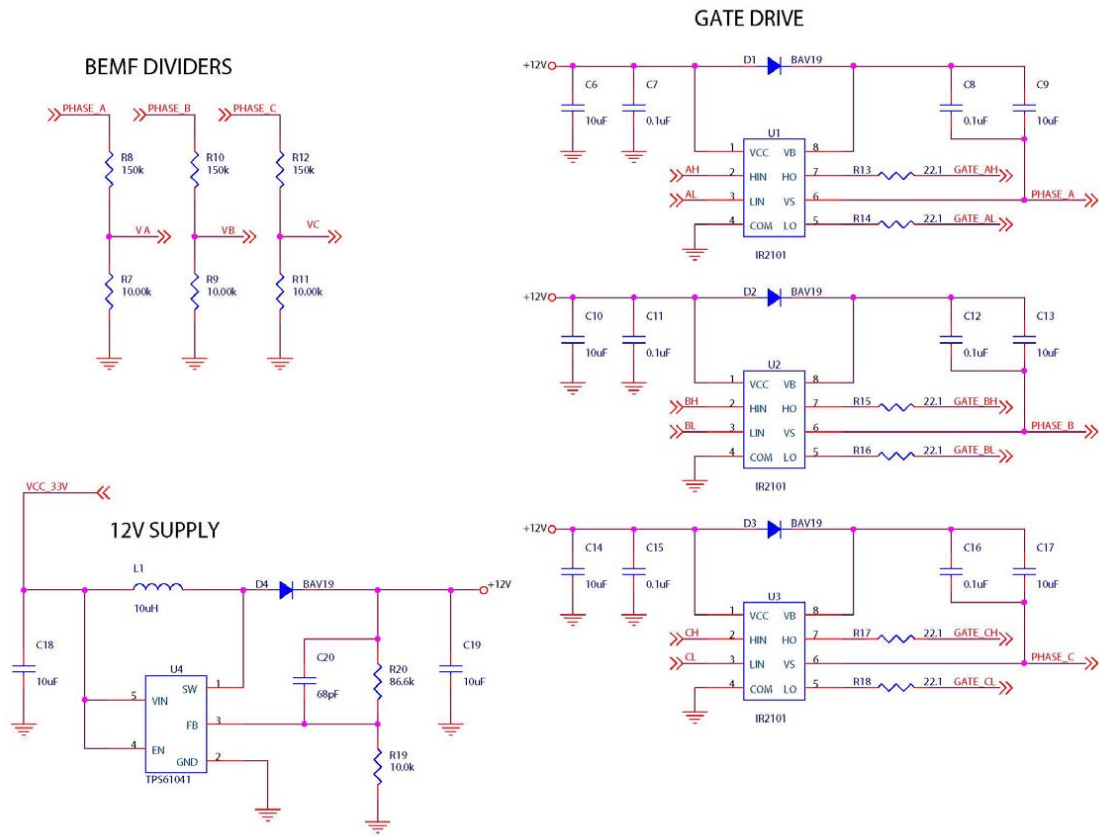 GATE DRIVE
BEMF DIVIDERS
PHASE_A PHASE_B PHASE_C
R8 R10 R12
150k 150k 150k
VA VB VC
R7 R9 R11
10.00k 10.00k 10.00k
+12V D1 BAV19
C6 C7 C8 C9
10uF 0.1uF 0.1uF 10uF
U1
1 VCC VB 8
AH 2 HIN HO 7 R13 22.1 GATE_AH
AL 3 LIN VS 6 PHASE_A
4 COM LO 5 R14 22.1 GATE_AL
IR2101
+12V D2 BAV19
C10 C11 C12 C13
10uF 0.1uF 0.1uF 10uF
U2
1 VCC VB 8
BH 2 HIN HO 7 R15 22.1 GATE_BH
BL 3 LIN VS 6 PHASE_B
4 COM LO 5 R16 22.1 GATE_BL
IR2101
+12V D3 BAV19
C14 C15 C16 C17
10uF 0.1uF 0.1uF 10uF
U3
1 VCC VB 8
CH 2 HIN HO 7 R17 22.1 GATE_CH
CL 3 LIN VS 6 PHASE_C
4 COM LO 5 R18 22.1 GATE_CL
IR2101
VCC_33V
12V SUPPLY
L1
10uH
D4 BAV19 +12V
C18
10uF
C20
68pF
R20
86.6k
C19
10uF
U4
SW 1
5 VIN
FB 3
4 EN
GND 2
TPS61041
R19
10.0k